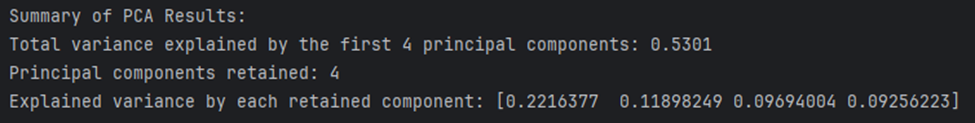 Summary of PCA Results:
Total variance explained by the first 4 principal components: 0.5301
Principal components retained: 4
Explained variance by each retained component: [0.2216377  0.11898249 0.09694004 0.09256223]